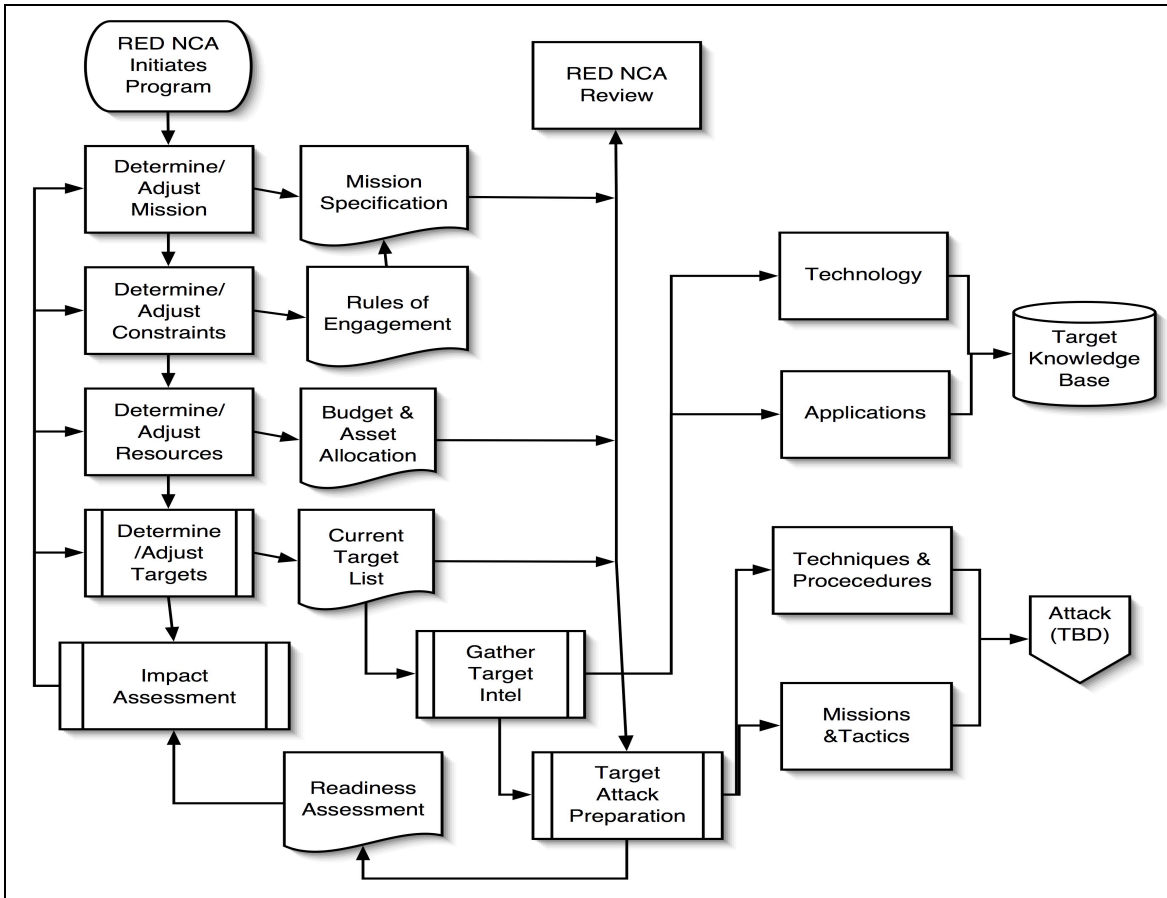 RED NCA
Initiates
Program
RED NCA
Review
Determine/
Adjust
Mission
Mission
Specification
Determine/
Adjust
Constraints
Rules of
Engagement
Technology
Target
Knowledge
Base
Applications
Determine/
Adjust
Resources
Budget &
Asset
Allocation
Determine
/Adjust
Targets
Current
Target
List
Techniques &
Procecedures
Attack
(TBD)
Impact
Assessment
Gather
Target
Intel
Missions
&Tactics
Readiness
Assessment
Target
Attack
Preparation